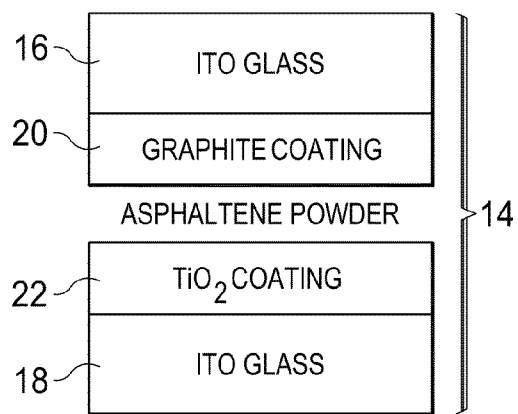 16 ITO GLASS
20 GRAPHITE COATING
ASPHALTENE POWDER 14
22 TiO2 COATING
18 ITO GLASS